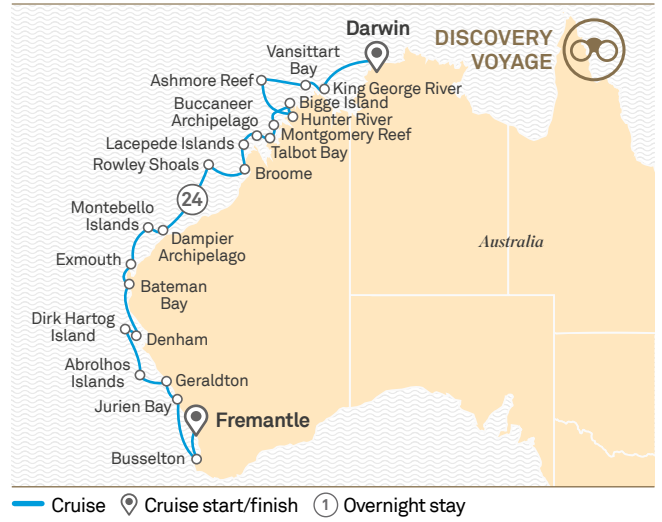 Darwin
DISCOVERY
VOYAGE
Vansittart
Bay
Ashmore Reef
King George River
Bigge Island
Buccaneer
Archipelago
Hunter River
Montgomery Reef
Lacepede Islands
Talbot Bay
Rowley Shoals
Broome
24
Montebello
Islands
Dampier
Archipelago
Australia
Exmouth
Bateman
Bay
Dirk Hartog
Island
Denham
Abrolhos
Islands
Geraldton
Jurien Bay
Fremantle
Busselton
Cruise
Cruise start/finish
1
Overnight stay